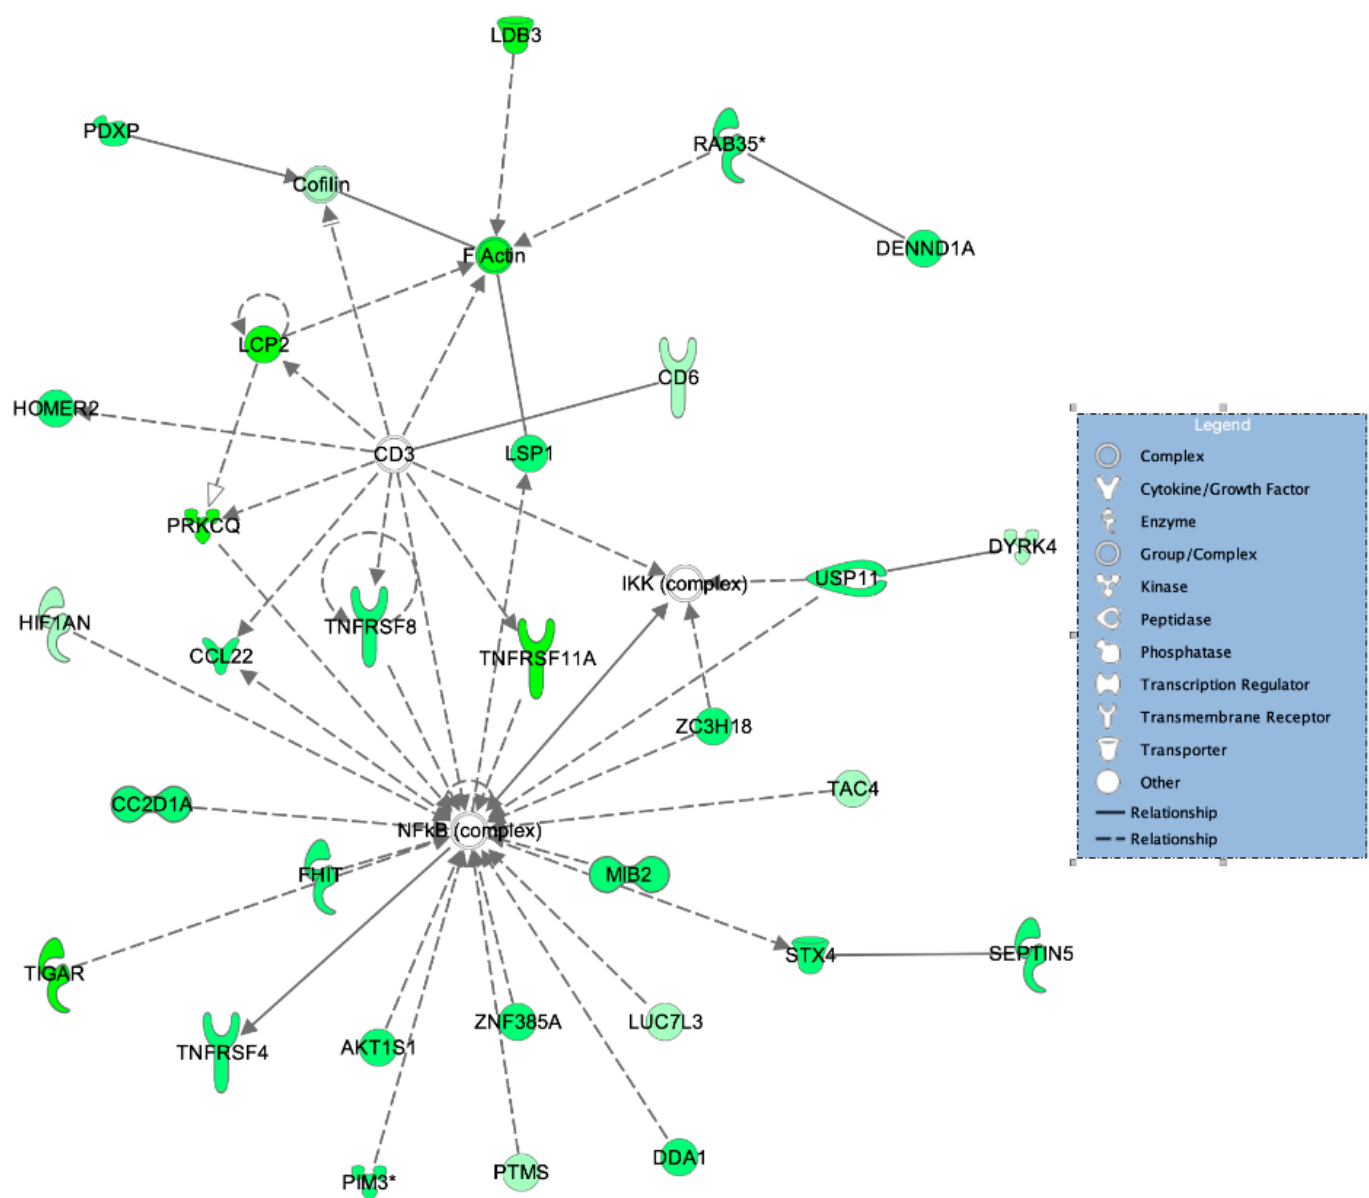 LDB3
PDXP
RAB35*
Cofilin
DENND1A
F Actin
LCP2
CD6
HOMER2
CD3
LSP1
PRKCQ
DYRK4
IKK (complex)
USP11
HIF1AN
TNFRSF8
CCL22
TNFRSF11A
ZC3H18
TAC4
CC2D1A
NFkB (complex)
FHIT
MIB2
STX4
SEPTIN5
TIGAR
ZNF385A
LUC7L3
TNFRSF4
AKT1S1
DDA1
PTMS
PIM3*
Legend
Complex
Cytokine/Growth Factor
Enzyme
Group/Complex
Kinase
Peptidase
Phosphatase
Transcription Regulator
Transmembrane Receptor
Transporter
Other
Relationship
Relationship